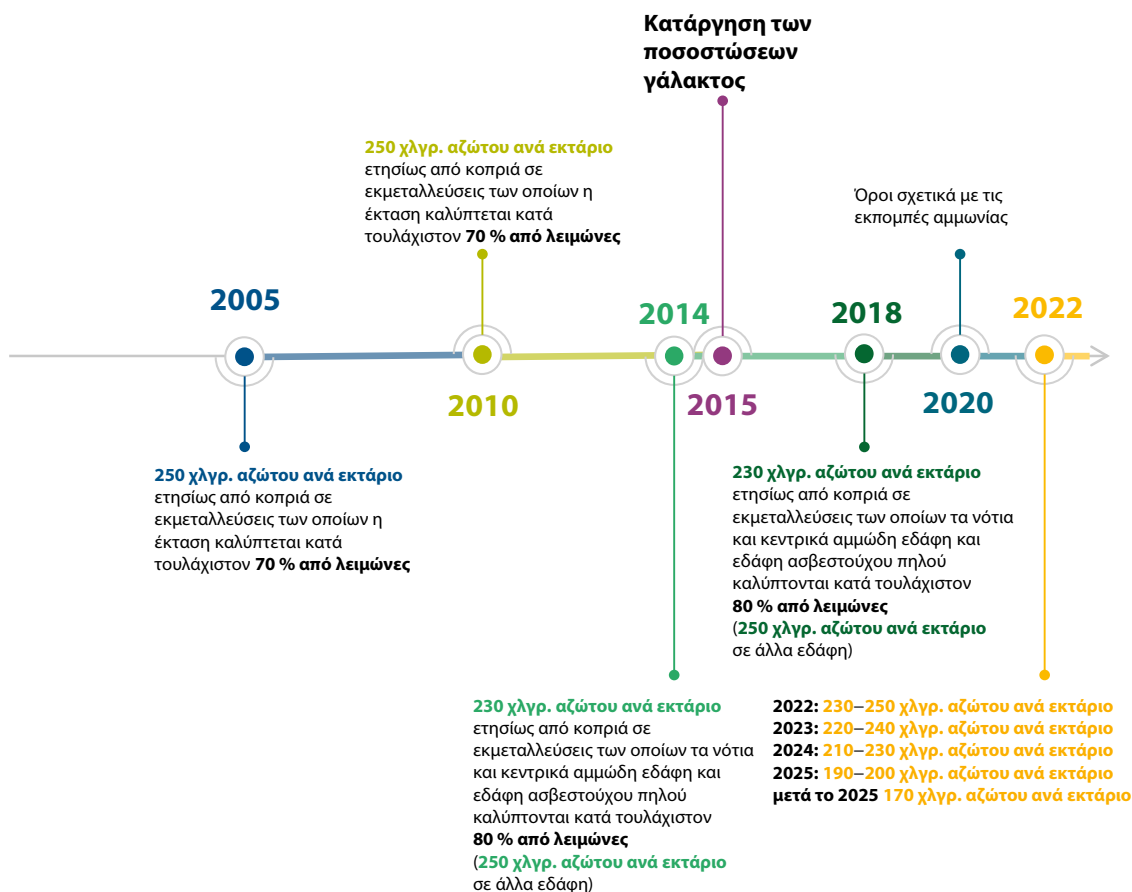 Κατάργηση των
ποσοστώσεων
γάλακτος
250 χλγρ. αζώτου ανά εκτάριο
ετησίως από κοπριά σε
εκμεταλλεύσεις των οποίων η
έκταση καλύπτεται κατά
τουλάχιστον 70 % από λειμώνες
Όροι σχετικά με τις
εκπομπές αμμωνίας
2005
2014
2018
2022
2010
2015
2020
250 χλγρ. αζώτου ανά εκτάριο
ετησίως από κοπριά σε
εκμεταλλεύσεις των οποίων η
έκταση καλύπτεται κατά
τουλάχιστον 70 % από λειμώνες
230 χλγρ. αζώτου ανά εκτάριο
ετησίως από κοπριά σε
εκμεταλλεύσεις των οποίων τα νότια
και κεντρικά αμμώδη εδάφη και
εδάφη ασβεστούχου πηλού
καλύπτονται κατά τουλάχιστον
80 % από λειμώνες
(250 χλγρ. αζώτου ανά εκτάριο
σε άλλα εδάφη)
230 χλγρ. αζώτου ανά εκτάριο
ετησίως από κοπριά σε
εκμεταλλεύσεις των οποίων τα νότια
και κεντρικά αμμώδη εδάφη και
εδάφη ασβεστούχου πηλού
καλύπτονται κατά τουλάχιστον
80 % από λειμώνες
(250 χλγρ. αζώτου ανά εκτάριο
σε άλλα εδάφη)
2022: 230–250 χλγρ. αζώτου ανά εκτάριο
2023: 220–240 χλγρ. αζώτου ανά εκτάριο
2024: 210–230 χλγρ. αζώτου ανά εκτάριο
2025: 190–200 χλγρ. αζώτου ανά εκτάριο
μετά το 2025 170 χλγρ. αζώτου ανά εκτάριο